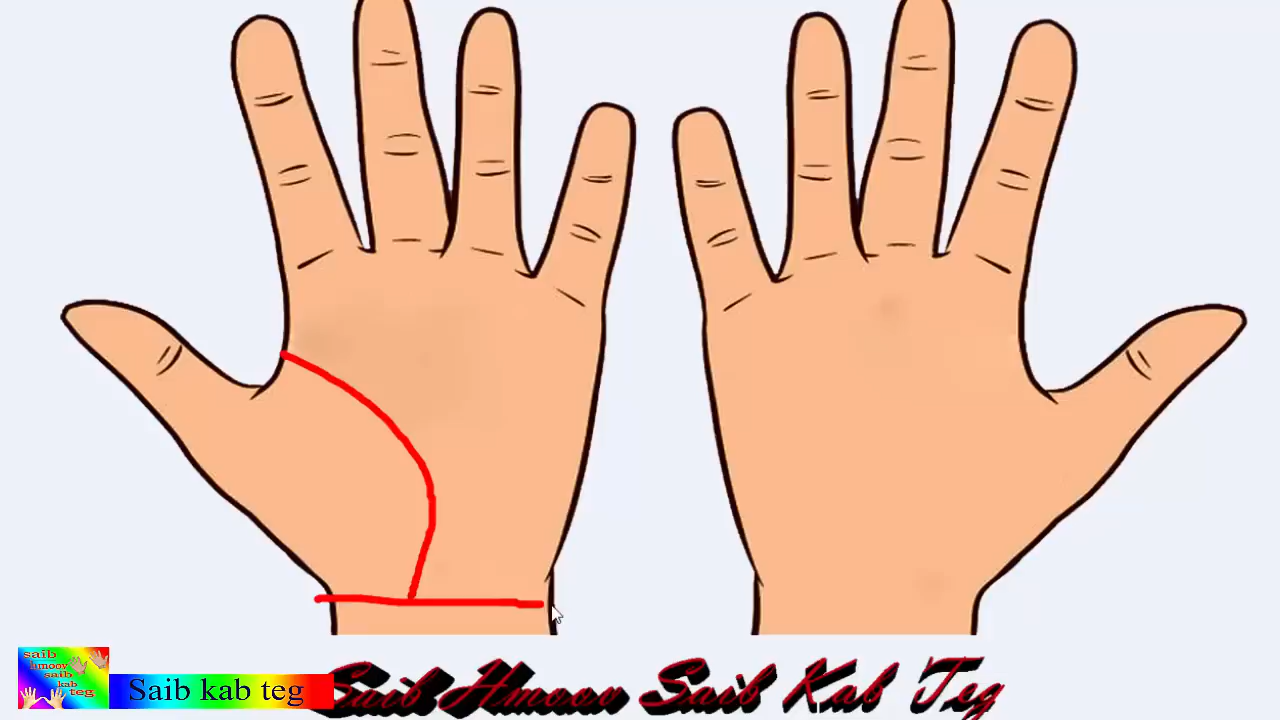 saib
hmoov
saib
kab
teg
Saib kab teg
Saib Hmoov Saib Kab Teg